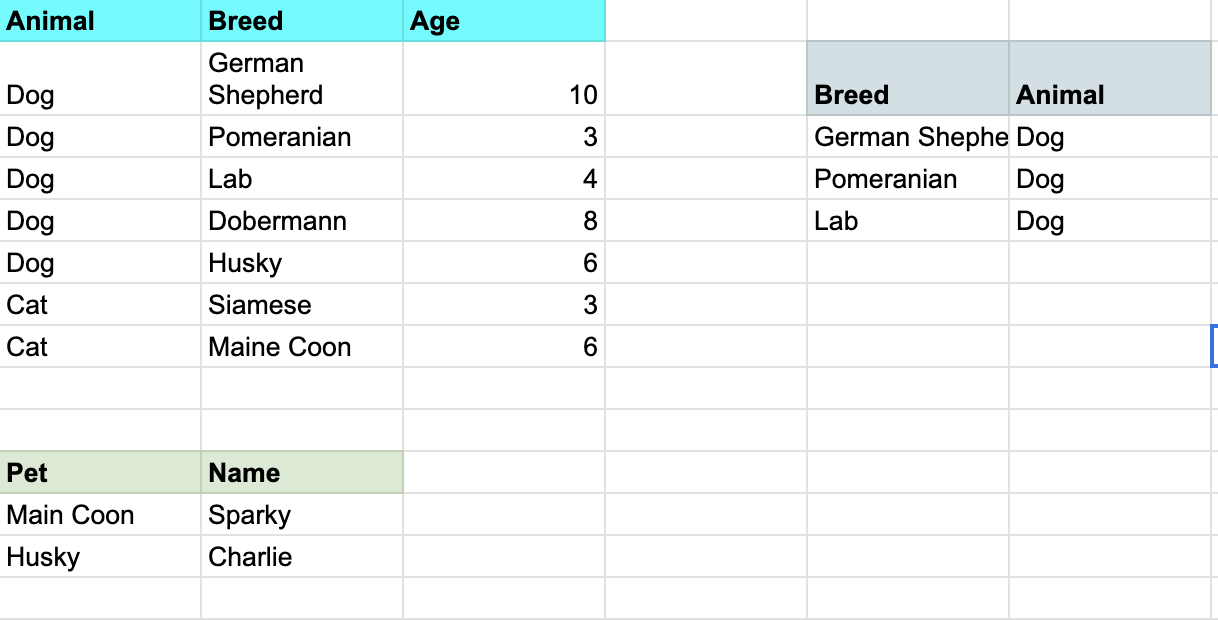 Animal Breed Age
German
Dog Shepherd 10 Breed Animal
Dog Pomeranian 3 German Shephe Dog
Dog Lab 4 Pomeranian Dog
Dog Dobermann 8 Lab Dog
Dog Husky 6
Cat Siamese 3
Cat Maine Coon 6
Pet Name
Main Coon Sparky
Husky Charlie